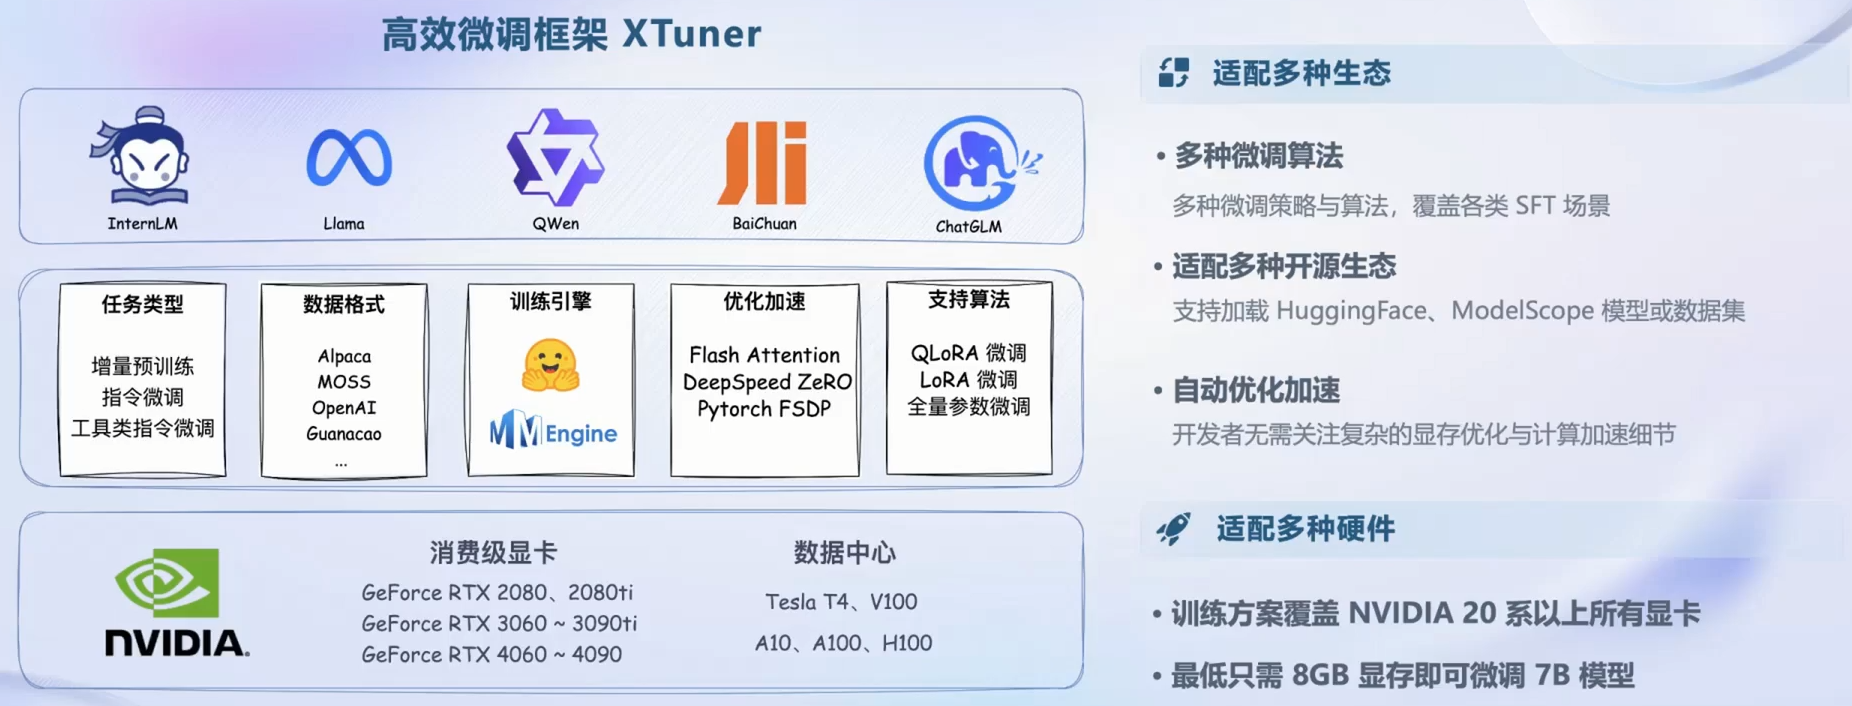 高效微调框架 XTuner
InternLM
Llama
QWen
BaiChuan
ChatGLM
任务类型
增量预训练
指令微调
工具类指令微调
数据格式
Alpaca
MOSS
OpenAI
Guanacao
...
训练引擎
MMEngine
优化加速
Flash Attention
DeepSpeed ZeRO
Pytorch FSDP
支持算法
QLoRA 微调
LoRA 微调
全量参数微调
NVIDIA.
消费级显卡
GeForce RTX 2080、2080ti
GeForce RTX 3060 ~ 3090ti
GeForce RTX 4060 ~ 4090
数据中心
Tesla T4、V100
A10、A100、H100
适配多种生态
• 多种微调算法
多种微调策略与算法，覆盖各类 SFT 场景
• 适配多种开源生态
支持加载 HuggingFace、ModelScope 模型或数据集
• 自动优化加速
开发者无需关注复杂的显存优化与计算加速细节
适配多种硬件
• 训练方案覆盖 NVIDIA 20 系以上所有显卡
• 最低只需 8GB 显存即可微调 7B 模型